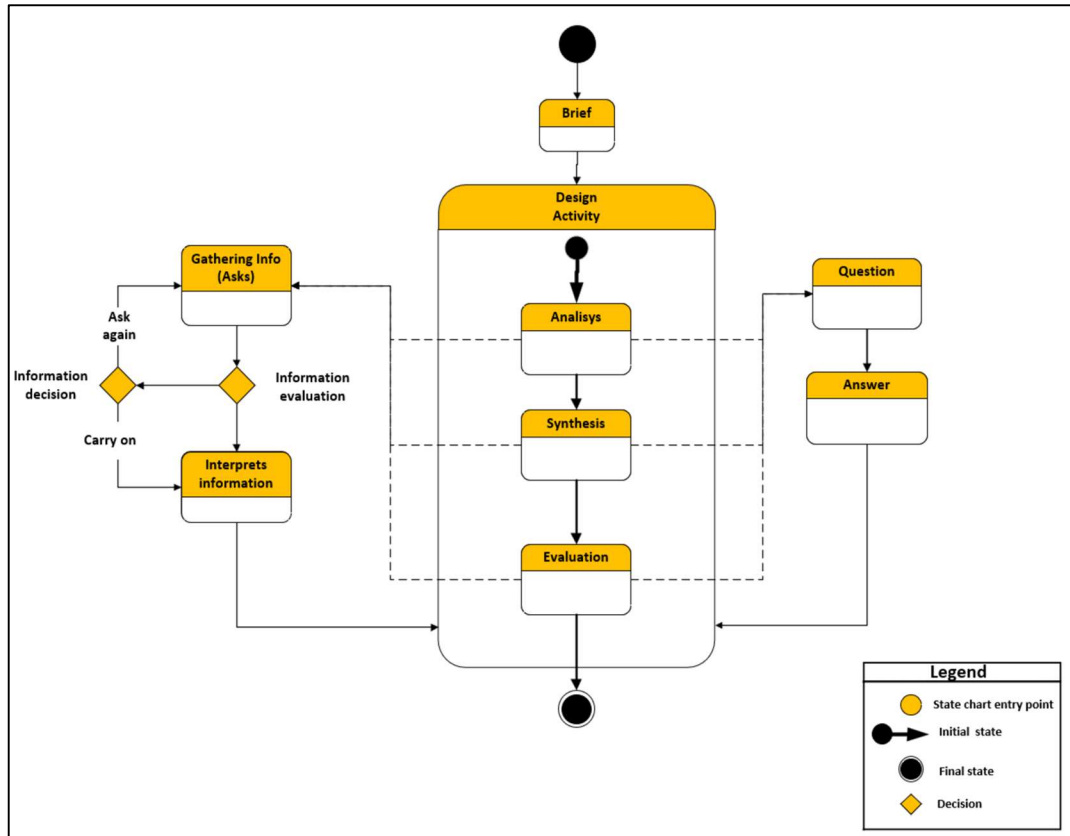 Brief
Design
Activity
Gathering Info
(Asks)
Question
Analisys
Ask
again
Information
decision
Information
evaluation
Answer
Synthesis
Carry on
Interprets
information
Evaluation
Legend
State chart entry point
Initial state
Final state
Decision